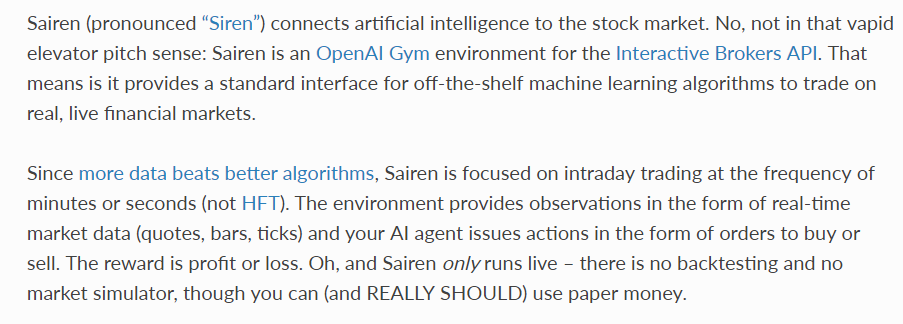 Sairen (pronounced “Siren”) connects artificial intelligence to the stock market. No, not in that vapid
elevator pitch sense: Sairen is an OpenAI Gym environment for the Interactive Brokers API. That
means is it provides a standard interface for off-the-shelf machine learning algorithms to trade on
real, live financial markets.
Since more data beats better algorithms, Sairen is focused on intraday trading at the frequency of
minutes or seconds (not HFT). The environment provides observations in the form of real-time
market data (quotes, bars, ticks) and your AI agent issues actions in the form of orders to buy or
sell. The reward is profit or loss. Oh, and Sairen only runs live – there is no backtesting and no
market simulator, though you can (and REALLY SHOULD) use paper money.